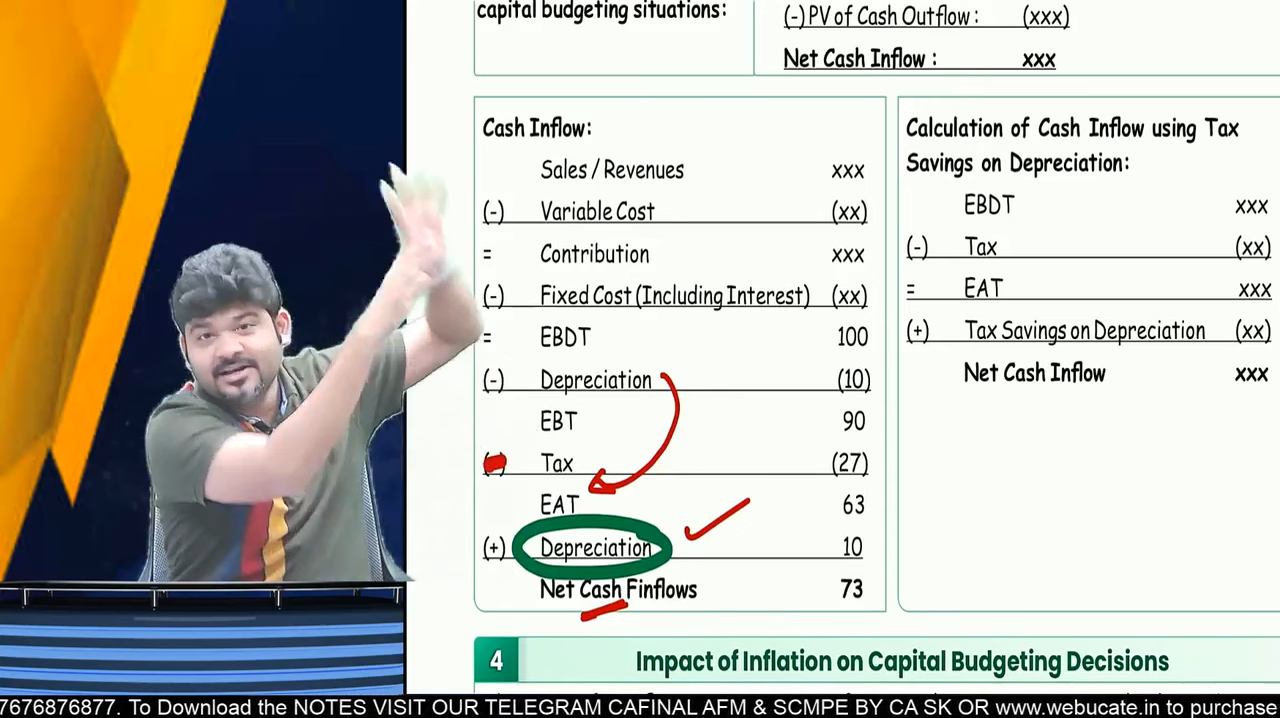 capital budgeting situations:
(-) PV of Cash Outflow : (xxx)
Net Cash Inflow : xxx
Cash Inflow:
Sales / Revenues xxx
(-) Variable Cost (xx)
= Contribution xxx
(-) Fixed Cost (Including Interest) (xx)
= EBDT 100
(-) Depreciation (10)
EBT 90
Tax (27)
EAT 63
(+) Depreciation 10
Net Cash Finflows 73
Calculation of Cash Inflow using Tax
Savings on Depreciation:
EBDT xxx
(-) Tax (xx)
= EAT xxx
(+) Tax Savings on Depreciation (xx)
Net Cash Inflow xxx
4 Impact of Inflation on Capital Budgeting Decisions
7676876877. To Download the NOTES VISIT OUR TELEGRAM CAFINAL AFM & SCMPE BY CA SK OR WWW.webucate.in to purchase